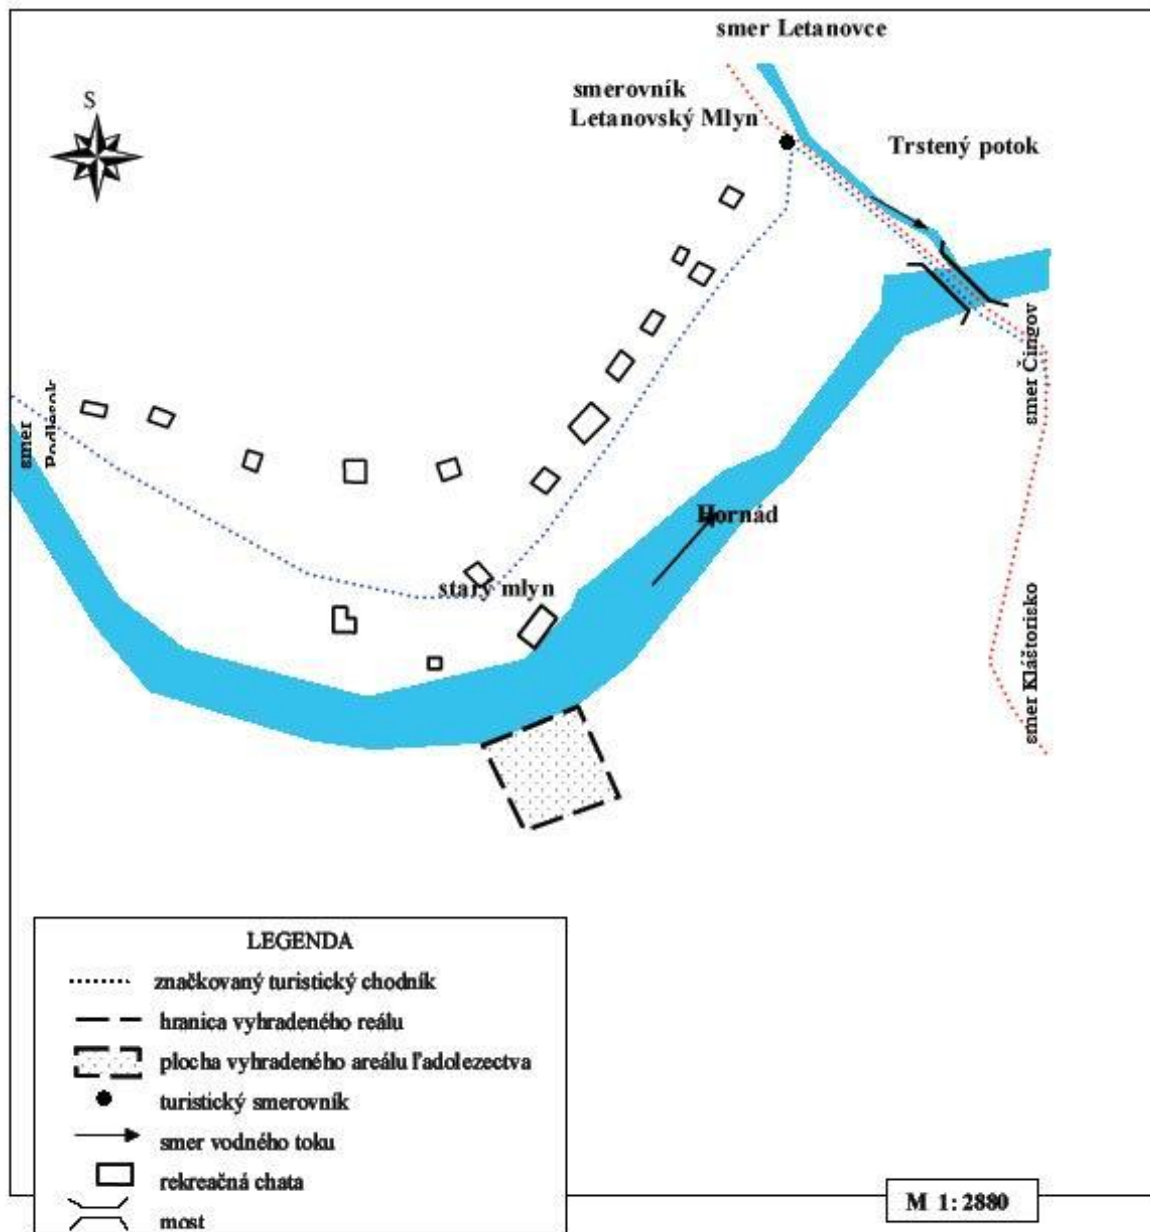 smer Letanovce
S
smerovník
Letanovský Mlyn
Trstený potok
smer Čingov
smer
Podlesok
Hornád
starý mlyn
smer Kláštorisko
LEGENDA
značkovaný turistický chodník
hranica vyhradeného reálu
plocha vyhradeného areálu ľadolezectva
turistický smerovník
smer vodného toku
rekreačná chata
most
M 1: 2880